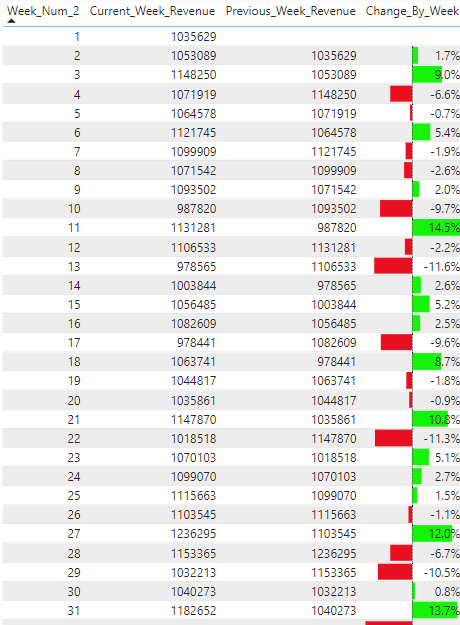 Week_Num_2 Current_Week_Revenue Previous_Week_Revenue Change_By_Week
1 1035629
2 1053089 1035629 1.7%
3 1148250 1053089 9.0%
4 1071919 1148250 -6.6%
5 1064578 1071919 -0.7%
6 1121745 1064578 5.4%
7 1099909 1121745 -1.9%
8 1071542 1099909 -2.6%
9 1093502 1071542 2.0%
10 987820 1093502 -9.7%
11 1131281 987820 14.5%
12 1106533 1131281 -2.2%
13 978565 1106533 -11.6%
14 1003844 978565 2.6%
15 1056485 1003844 5.2%
16 1082609 1056485 2.5%
17 978441 1082609 -9.6%
18 1063741 978441 8.7%
19 1044817 1063741 -1.8%
20 1035861 1044817 -0.9%
21 1147870 1035861 10.8%
22 1018518 1147870 -11.3%
23 1070103 1018518 5.1%
24 1099070 1070103 2.7%
25 1115663 1099070 1.5%
26 1103545 1115663 -1.1%
27 1236295 1103545 12.0%
28 1153365 1236295 -6.7%
29 1032213 1153365 -10.5%
30 1040273 1032213 0.8%
31 1182652 1040273 13.7%